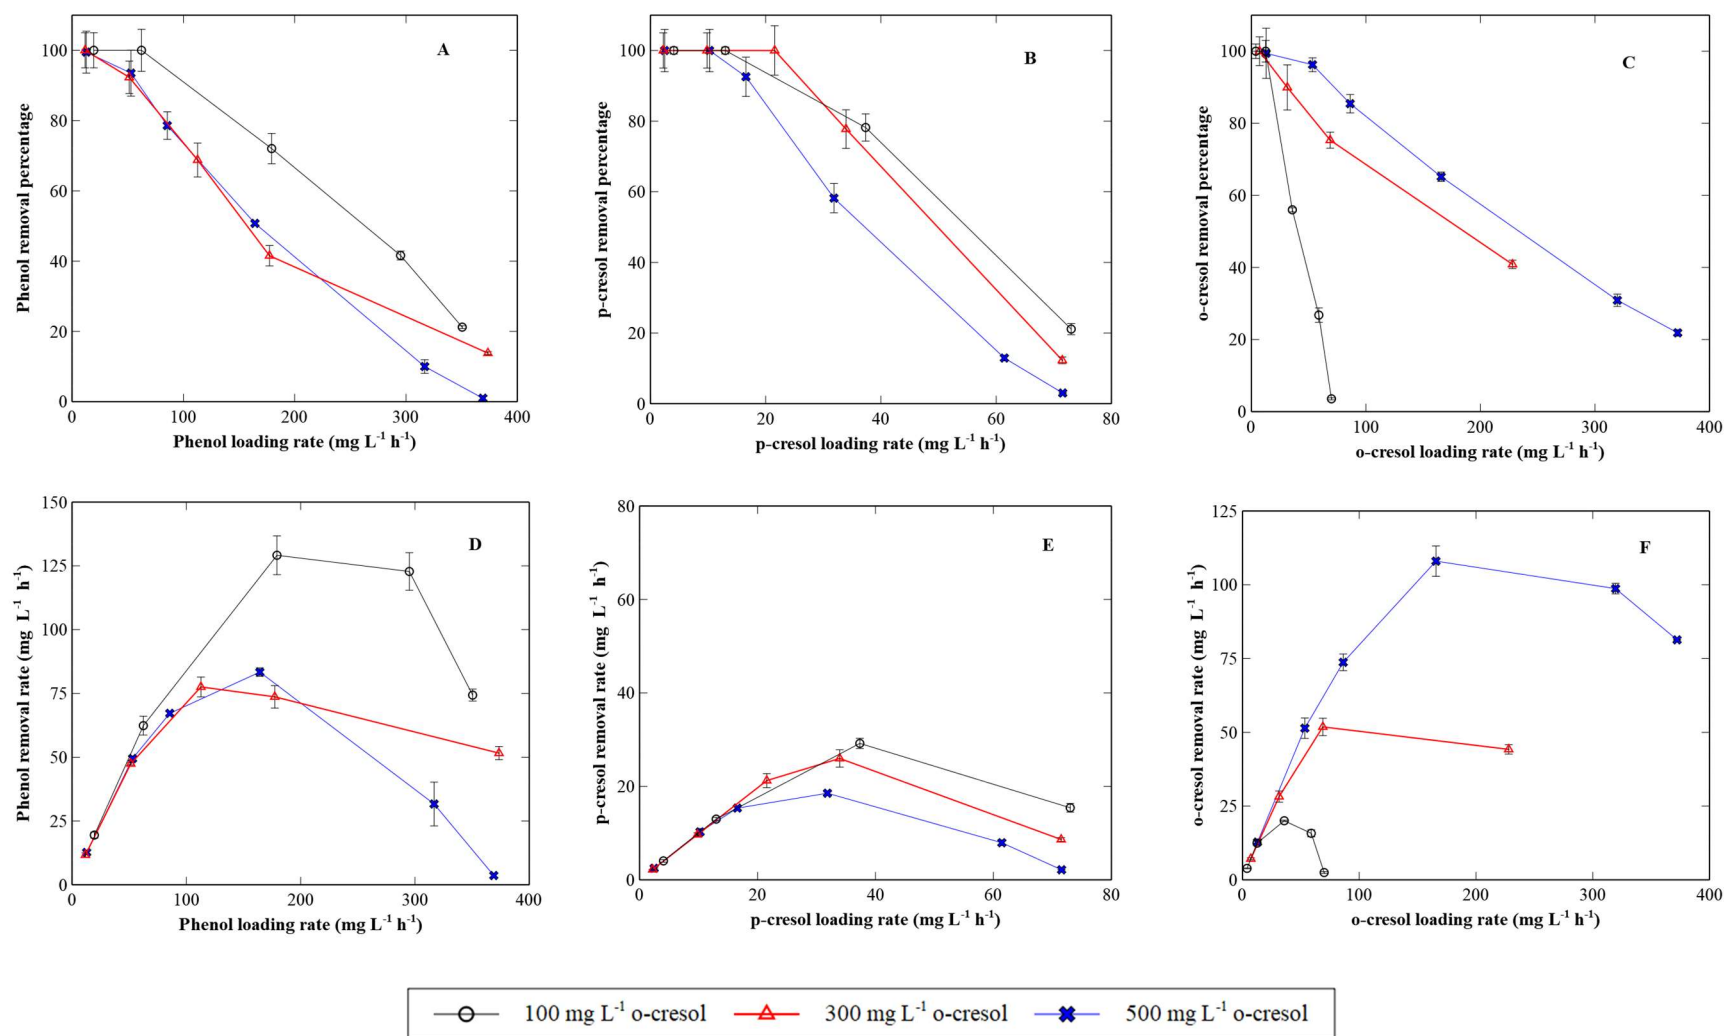 A
Phenol removal percentage
100
80
60
40
20
0
0 100 200 300 400
Phenol loading rate (mg L⁻¹ h⁻¹)
B
p-cresol removal percentage
100
80
60
40
20
0
0 20 40 60 80
p-cresol loading rate (mg L⁻¹ h⁻¹)
C
o-cresol removal percentage
100
80
60
40
20
0
0 100 200 300 400
o-cresol loading rate (mg L⁻¹ h⁻¹)
D
Phenol removal rate (mg L⁻¹ h⁻¹)
150
125
100
75
50
25
0
0 100 200 300 400
Phenol loading rate (mg L⁻¹ h⁻¹)
E
p-cresol removal rate (mg L⁻¹ h⁻¹)
80
60
40
20
0
0 20 40 60 80
p-cresol loading rate (mg L⁻¹ h⁻¹)
F
o-cresol removal rate (mg L⁻¹ h⁻¹)
125
100
75
50
25
0
0 100 200 300 400
o-cresol loading rate (mg L⁻¹ h⁻¹)
100 mg L⁻¹ o-cresol 300 mg L⁻¹ o-cresol 500 mg L⁻¹ o-cresol